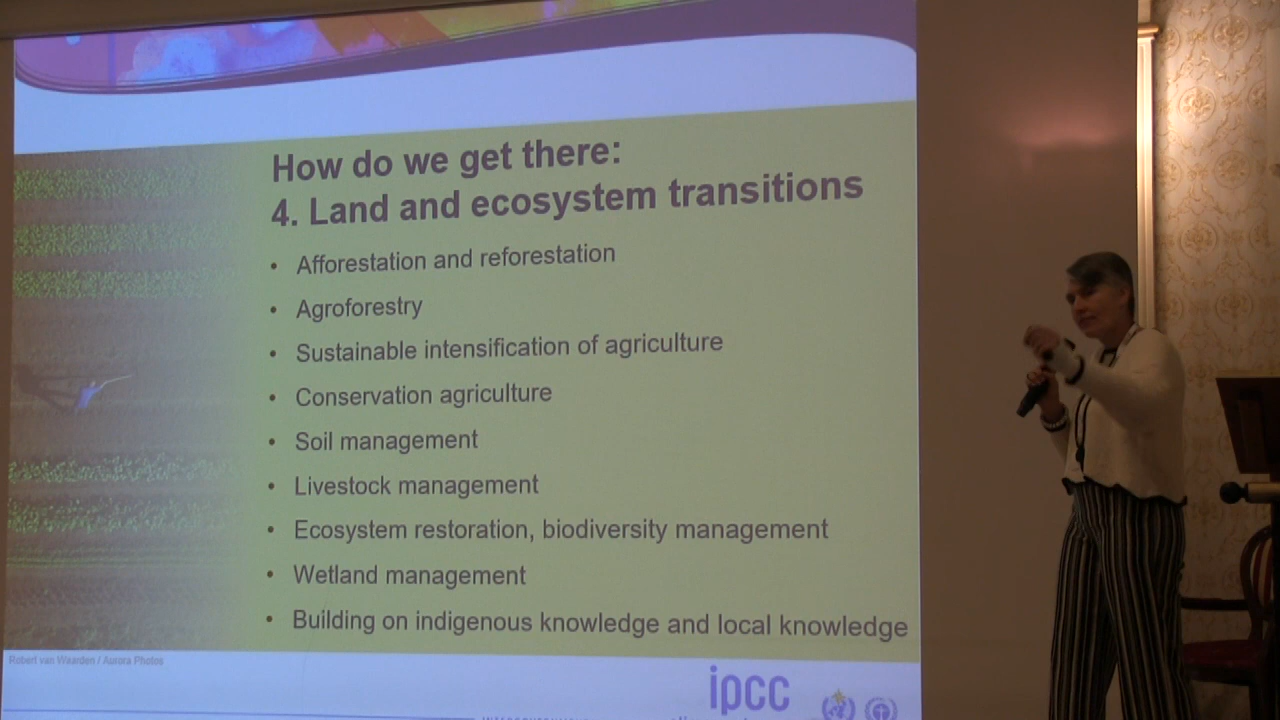 How do we get there:
4. Land and ecosystem transitions
• Afforestation and reforestation
• Agroforestry
• Sustainable intensification of agriculture
• Conservation agriculture
• Soil management
• Livestock management
• Ecosystem restoration, biodiversity management
• Wetland management
• Building on indigenous knowledge and local knowledge
Robert van Waarden / Aurora Photos
ipcc